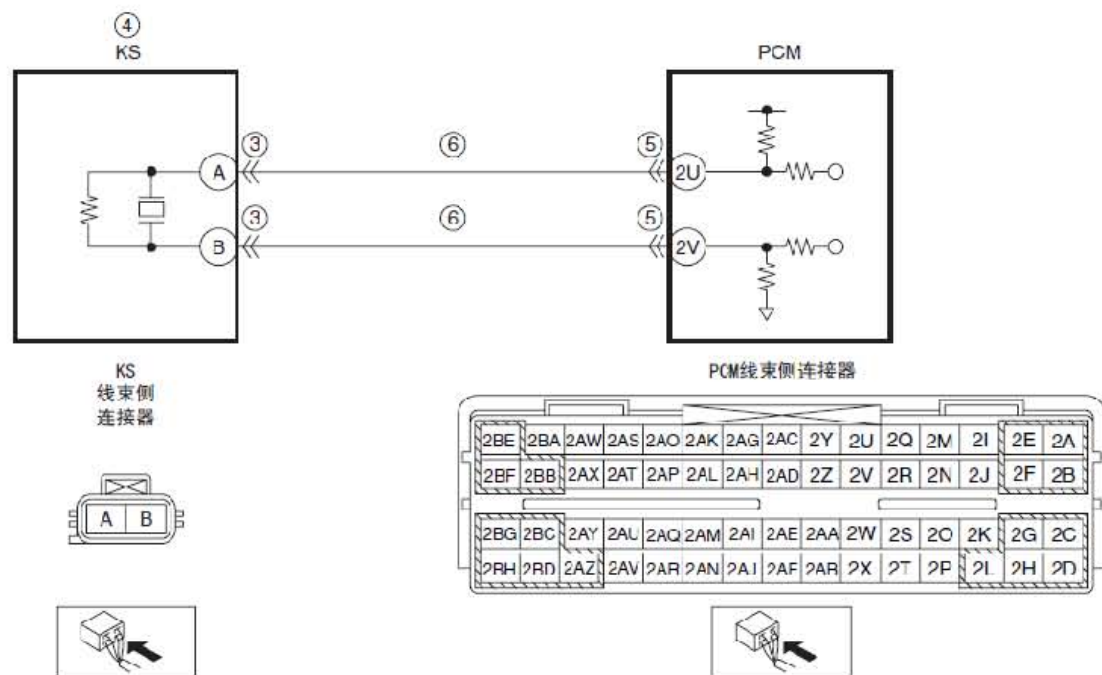 ④
KS
PCM
A
③
⑥
⑤
2U
B
③
⑥
⑤
2V
KS
线束侧
连接器
PCM线束侧连接器
2BE 2BA 2AW 2AS 2AO 2AK 2AG 2AC 2Y 2U 2Q 2M 2I 2E 2A
2BF 2BB 2AX 2AT 2AP 2AL 2AH 2AD 2Z 2V 2R 2N 2J 2F 2B
A B
2BG 2BC 2AY 2AU 2AQ 2AM 2AI 2AE 2AA 2W 2S 2O 2K 2G 2C
2BH 2BD 2AZ 2AV 2AR 2AN 2AJ 2AF 2AB 2X 2T 2P 2L 2H 2D